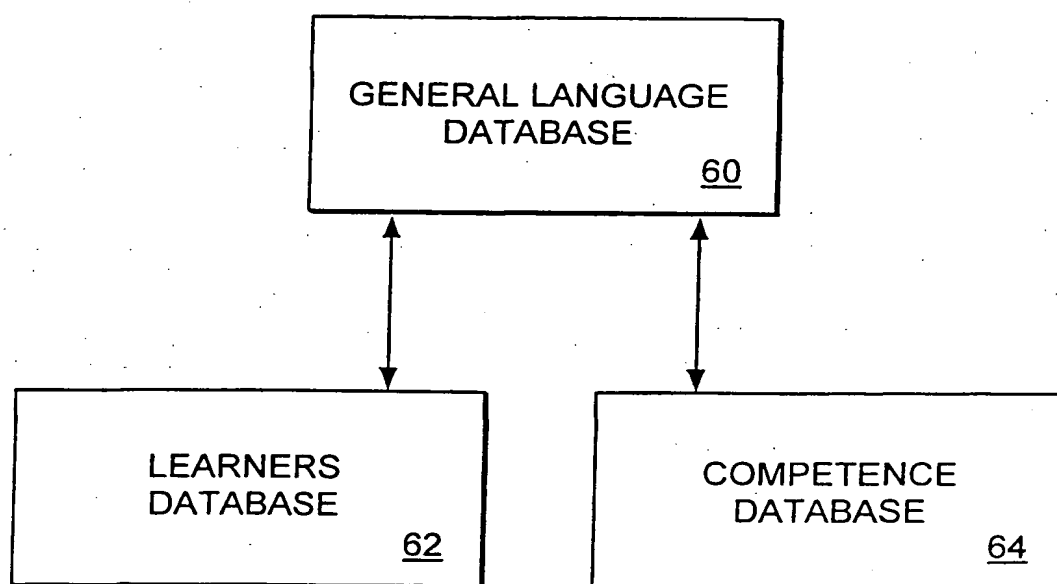 GENERAL LANGUAGE
DATABASE
60
LEARNERS
DATABASE
62
COMPETENCE
DATABASE
64